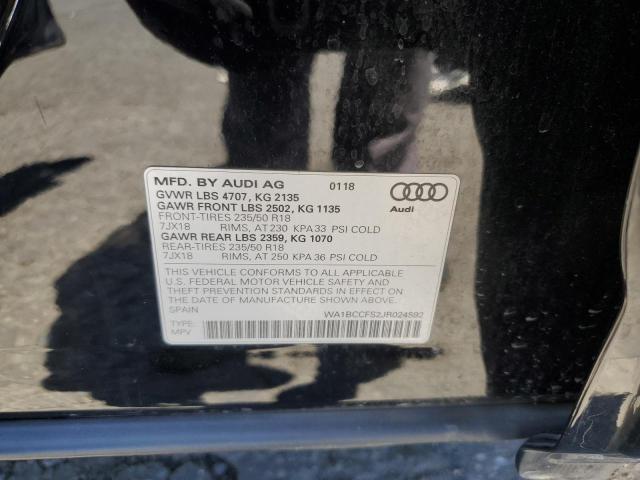 MFD. BY AUDI AG 0118
GVWR LBS 4707, KG 2135
GAWR FRONT LBS 2502, KG 1135
FRONT-TIRES 235/50 R18
7JX18 RIMS, AT 230 KPA 33 PSI COLD
GAWR REAR LBS 2359, KG 1070
REAR-TIRES 235/50 R18
7JX18 RIMS, AT 250 KPA 36 PSI COLD
Audi
THIS VEHICLE CONFORMS TO ALL APPLICABLE
U.S. FEDERAL MOTOR VEHICLE SAFETY AND
THEFT PREVENTION STANDARDS IN EFFECT ON
THE DATE OF MANUFACTURE SHOWN ABOVE.
SPAIN WA1BCCFS2JR024592
TYPE:
MPV